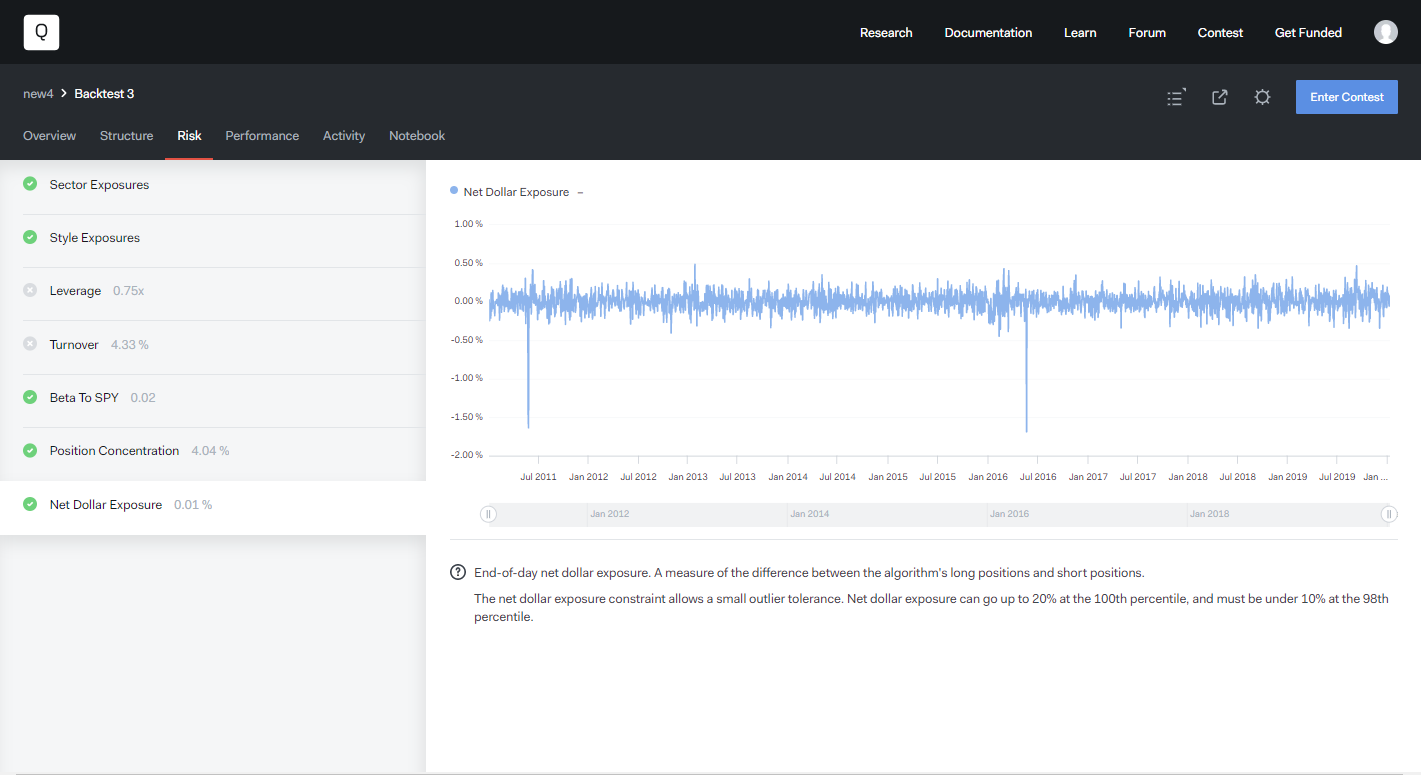 Q
Research Documentation Learn Forum Contest Get Funded
new4 > Backtest 3
Enter Contest
Overview Structure Risk Performance Activity Notebook
Sector Exposures
Style Exposures
Leverage 0.75x
Turnover 4.33 %
Beta To SPY 0.02
Position Concentration 4.04 %
Net Dollar Exposure 0.01 %
Net Dollar Exposure –
1.00 %
0.50 %
0.00 %
-0.50 %
-1.00 %
-1.50 %
-2.00 %
Jul 2011 Jan 2012 Jul 2012 Jan 2013 Jul 2013 Jan 2014 Jul 2014 Jan 2015 Jul 2015 Jan 2016 Jul 2016 Jan 2017 Jul 2017 Jan 2018 Jul 2018 Jan 2019 Jul 2019 Jan ...
Jan 2012 Jan 2014 Jan 2016 Jan 2018
End-of-day net dollar exposure. A measure of the difference between the algorithm's long positions and short positions.
The net dollar exposure constraint allows a small outlier tolerance. Net dollar exposure can go up to 20% at the 100th percentile, and must be under 10% at the 98th
percentile.